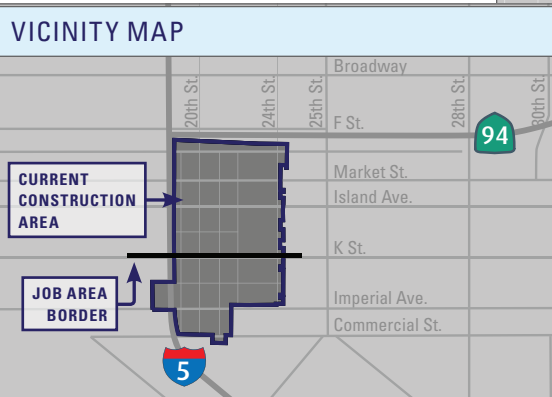 VICINITY MAP
Broadway
20th St.
24th St.
25th St.
28th St.
30th St.
F St.
94
Market St.
Island Ave.
CURRENT
CONSTRUCTION
AREA
K St.
JOB AREA
BORDER
Imperial Ave.
Commercial St.
5